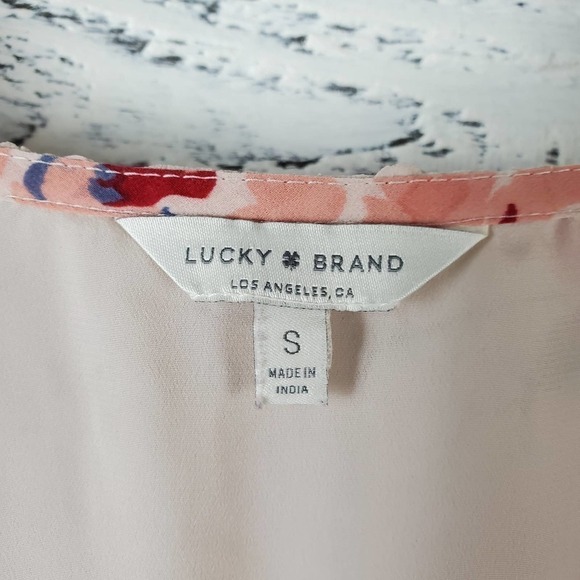 LUCKY BRAND
LOS ANGELES, CA
S
MADE IN
INDIA